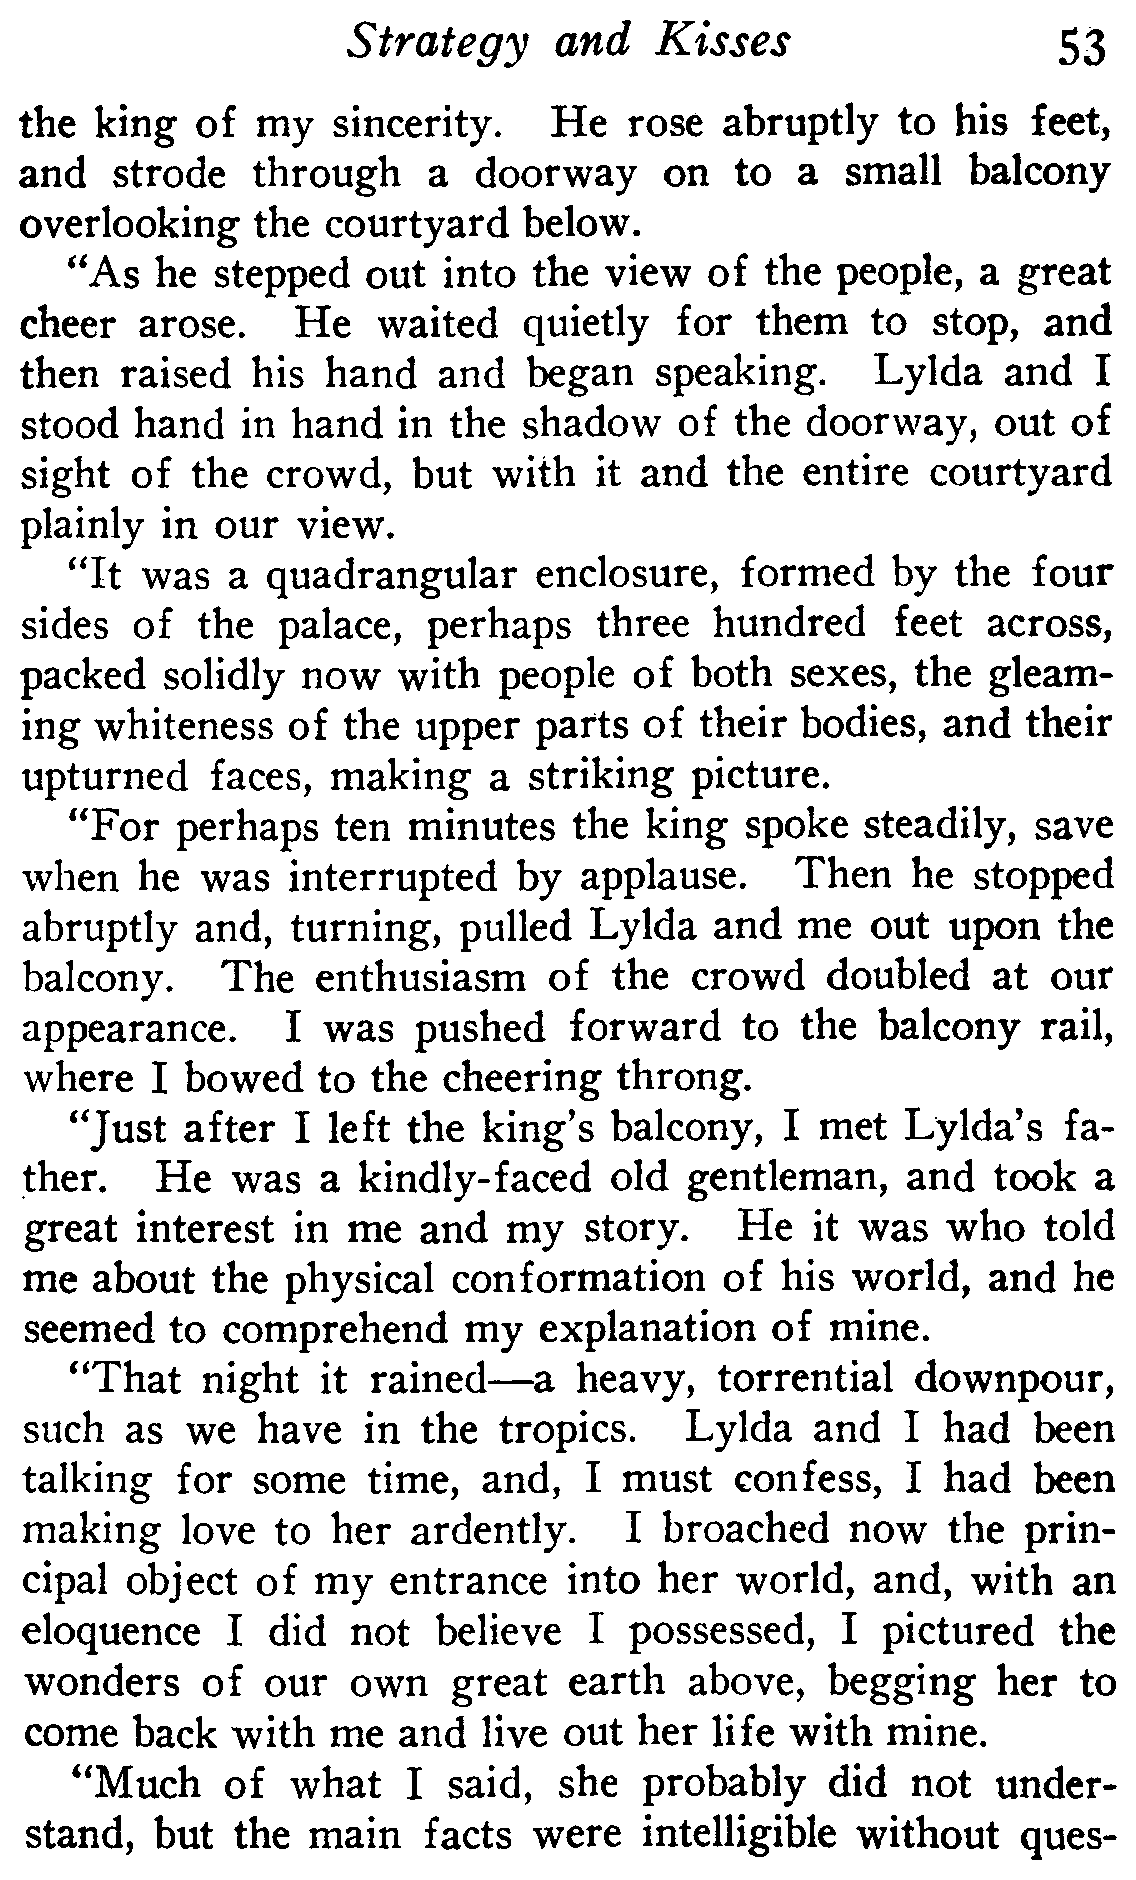 Strategy and Kisses 53
the king of my sincerity. He rose abruptly to his feet,
and strode through a doorway on to a small balcony
overlooking the courtyard below.
“As he stepped out into the view of the people, a great
cheer arose. He waited quietly for them to stop, and
then raised his hand and began speaking. Lylda and I
stood hand in hand in the shadow of the doorway, out of
sight of the crowd, but with it and the entire courtyard
plainly in our view.
“It was a quadrangular enclosure, formed by the four
sides of the palace, perhaps three hundred feet across,
packed solidly now with people of both sexes, the gleam-
ing whiteness of the upper parts of their bodies, and their
upturned faces, making a striking picture.
“For perhaps ten minutes the king spoke steadily, save
when he was interrupted by applause. Then he stopped
abruptly and, turning, pulled Lylda and me out upon the
balcony. The enthusiasm of the crowd doubled at our
appearance. I was pushed forward to the balcony rail,
where I bowed to the cheering throng.
“Just after I left the king’s balcony, I met Lylda’s fa-
ther. He was a kindly-faced old gentleman, and took a
great interest in me and my story. He it was who told
me about the physical conformation of his world, and he
seemed to comprehend my explanation of mine.
“That night it rained—a heavy, torrential downpour,
such as we have in the tropics. Lylda and I had been
talking for some time, and, I must confess, I had been
making love to her ardently. I broached now the prin-
cipal object of my entrance into her world, and, with an
eloquence I did not believe I possessed, I pictured the
wonders of our own great earth above, begging her to
come back with me and live out her life with mine.
“Much of what I said, she probably did not under-
stand, but the main facts were intelligible without ques-